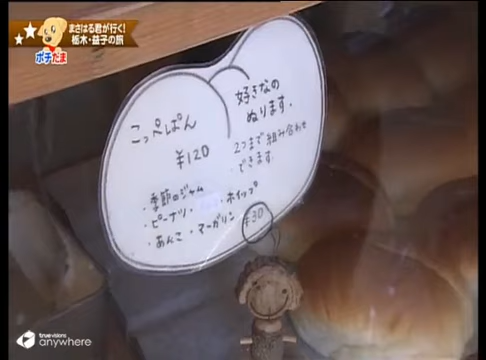 まさはる君が行く!
栃木・益子の旅
ポチたま
こっぺぱん
¥120
好きなの
ぬります。
2つまで組み合わせ
できます。
・季節のジャム
・ピーナツ ・ホイップ
・あんこ ・マーガリン ¥30
truevisions
anywhere